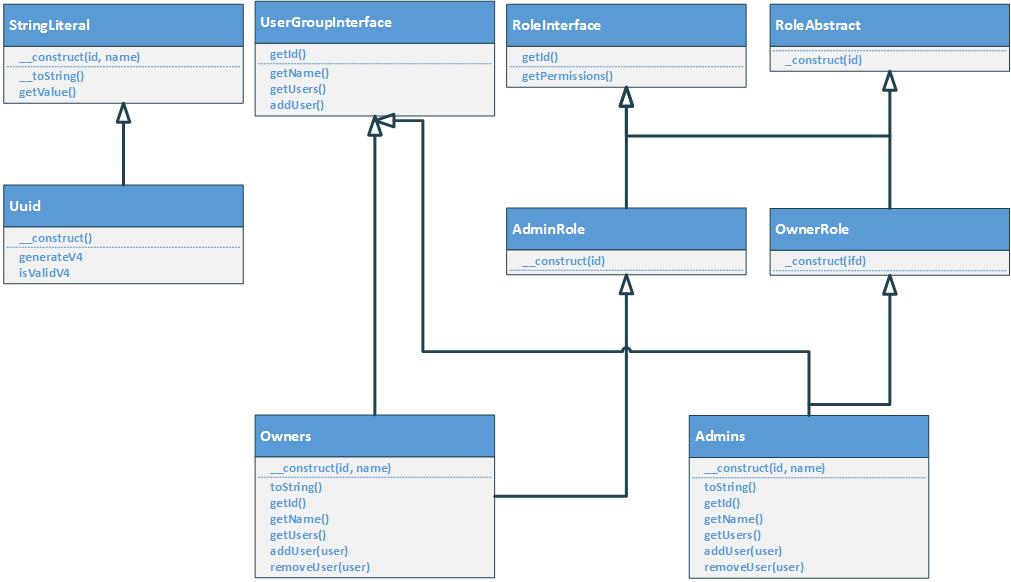 StringLiteral
__construct(id, name)
__toString()
getValue()
UserGroupInterface
getId()
getName()
getUsers()
addUser()
RoleInterface
getId()
getPermissions()
RoleAbstract
_construct(id)
Uuid
__construct()
generateV4
isValidV4
AdminRole
__construct(id)
OwnerRole
_construct(ifd)
Owners
__construct(id, name)
toString()
getId()
getName()
getUsers()
addUser(user)
removeUser(user)
Admins
__construct(id, name)
toString()
getId()
getName()
getUsers()
addUser(user)
removeUser(user)